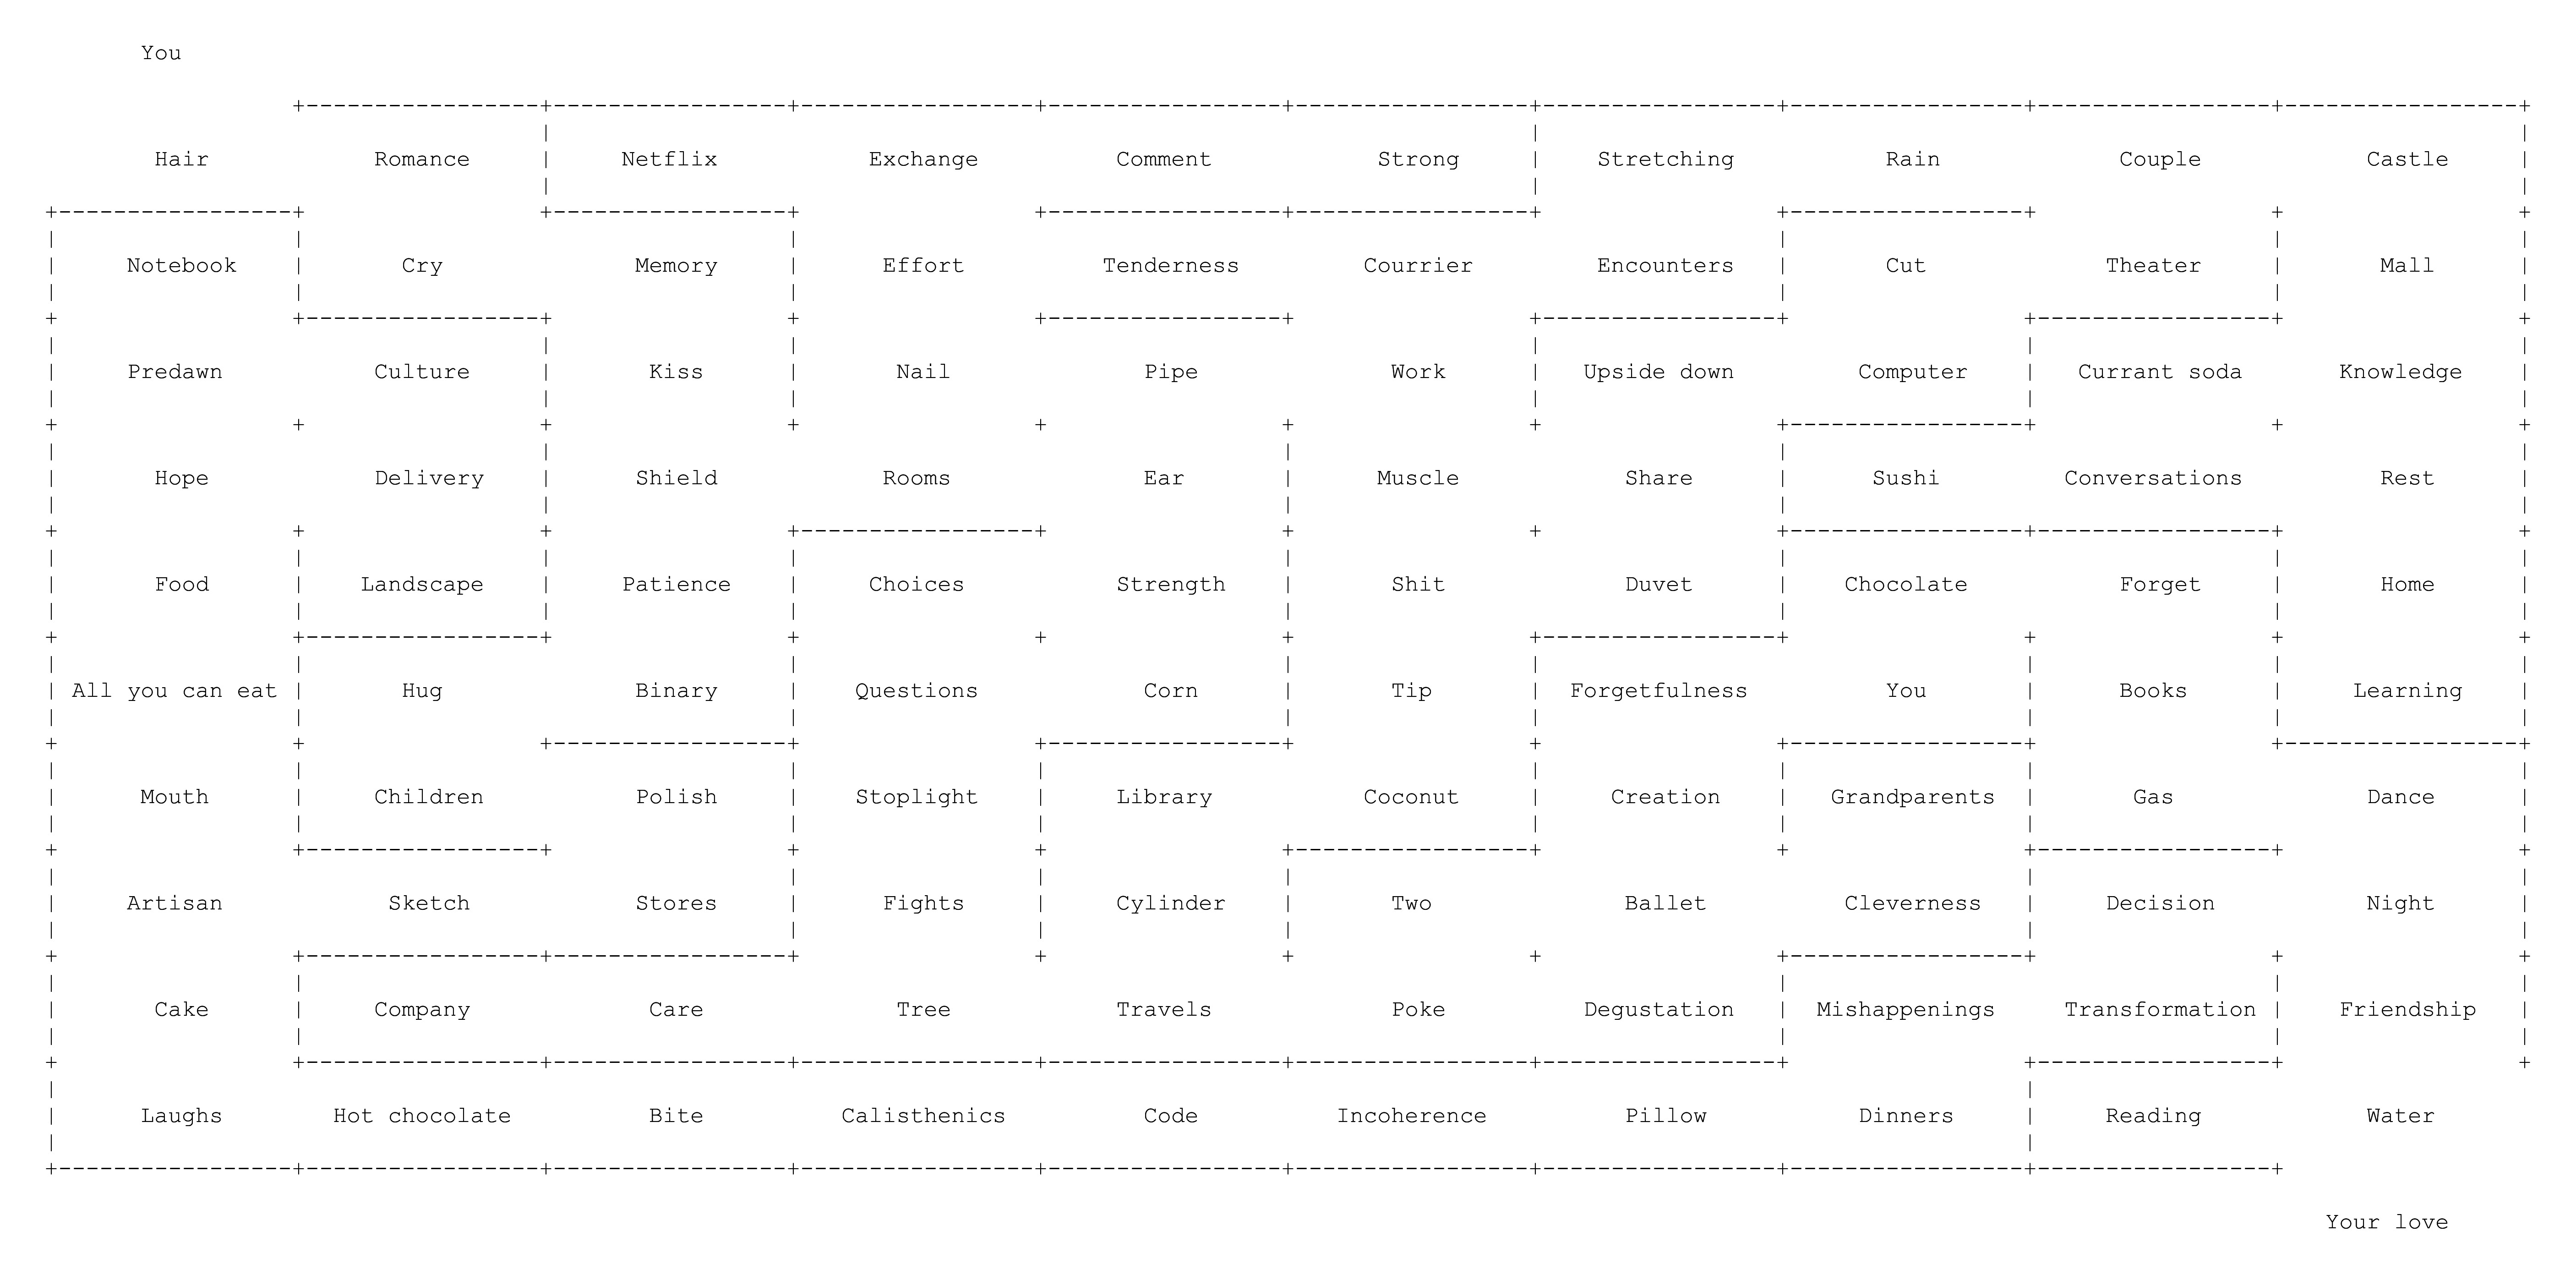 You
Hair Romance Netflix Exchange Comment Strong Stretching Rain Couple Castle
Notebook Cry Memory Effort Tenderness Courrier Encounters Cut Theater Mall
Predawn Culture Kiss Nail Pipe Work Upside down Computer Currant soda Knowledge
Hope Delivery Shield Rooms Ear Muscle Share Sushi Conversations Rest
Food Landscape Patience Choices Strength Shit Duvet Chocolate Forget Home
All you can eat Hug Binary Questions Corn Tip Forgetfulness You Books Learning
Mouth Children Polish Stoplight Library Coconut Creation Grandparents Gas Dance
Artisan Sketch Stores Fights Cylinder Two Ballet Cleverness Decision Night
Cake Company Care Tree Travels Poke Degustation Mishappenings Transformation Friendship
Laughs Hot chocolate Bite Calisthenics Code Incoherence Pillow Dinners Reading Water
Your love